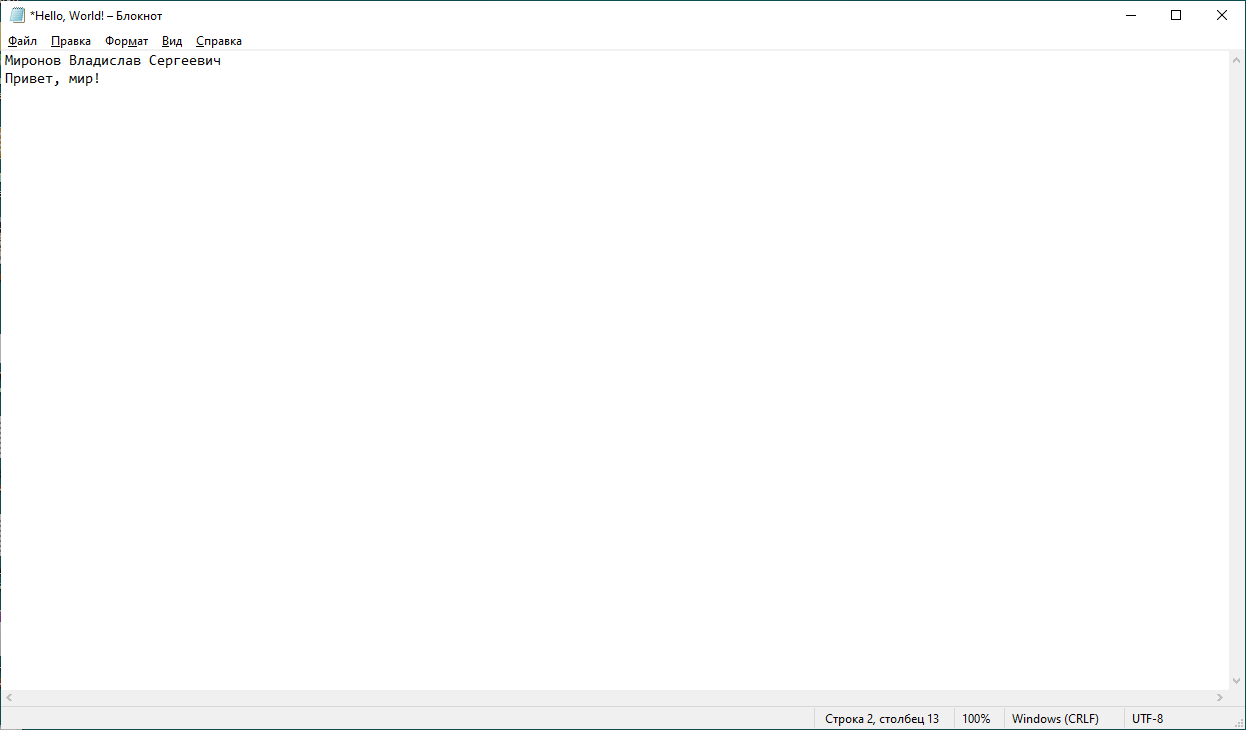 *Hello, World! – Блокнот
Файл Правка Формат Вид Справка
Миронов Владислав Сергеевич
Привет, мир!
Строка 2, столбец 13 100% Windows (CRLF) UTF-8